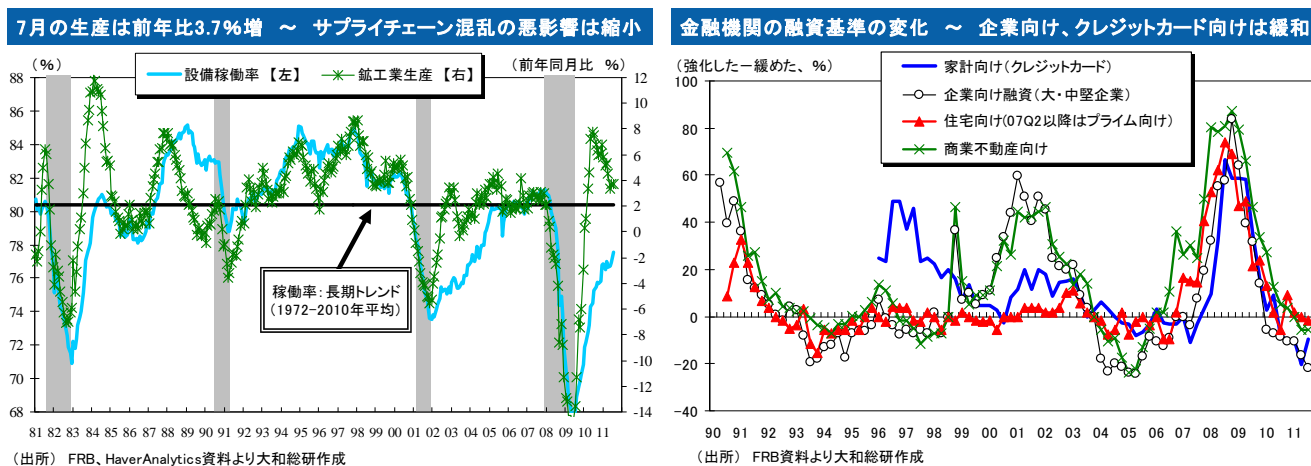 7月の生産は前年比3.7％増　～　サプライチェーン混乱の悪影響は縮小
(％)
(前年同月比　％)
設備稼働率 【左】
鉱工業生産 【右】
88
86
84
82
80
78
76
74
72
70
68
12
10
8
6
4
2
0
-2
-4
-6
-8
-10
-12
-14
稼働率：長期トレンド
（1972-2010年平均）
81 82 83 84 85 86 87 88 89 90 91 92 93 94 95 96 97 98 99 00 01 02 03 04 05 06 07 08 09 10 11
（出所） FRB、HaverAnalytics資料より大和総研作成
金融機関の融資基準の変化　～　企業向け、クレジットカード向けは緩和
(強化した－緩めた、％)
家計向け(クレジットカード)
企業向け融資(大・中堅企業)
住宅向け(07Q2以降はプライム向け)
商業不動産向け
100
80
60
40
20
0
-20
-40
90 91 92 93 94 95 96 97 98 99 00 01 02 03 04 05 06 07 08 09 10 11
（出所） FRB資料より大和総研作成